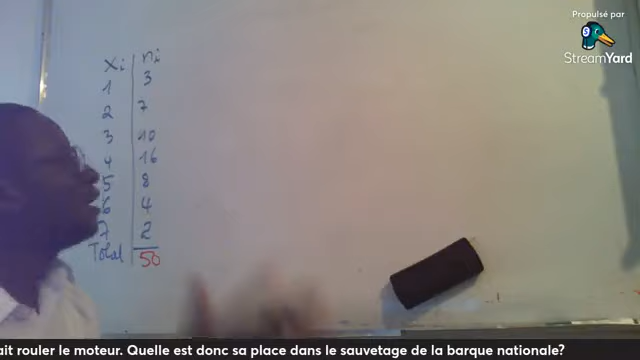 Propulsé par
StreamYard
xi ni
1 3
2 7
3 10
4 16
5 8
6 4
7 2
Total 50
ait rouler le moteur. Quelle est donc sa place dans le sauvetage de la barque nationale?